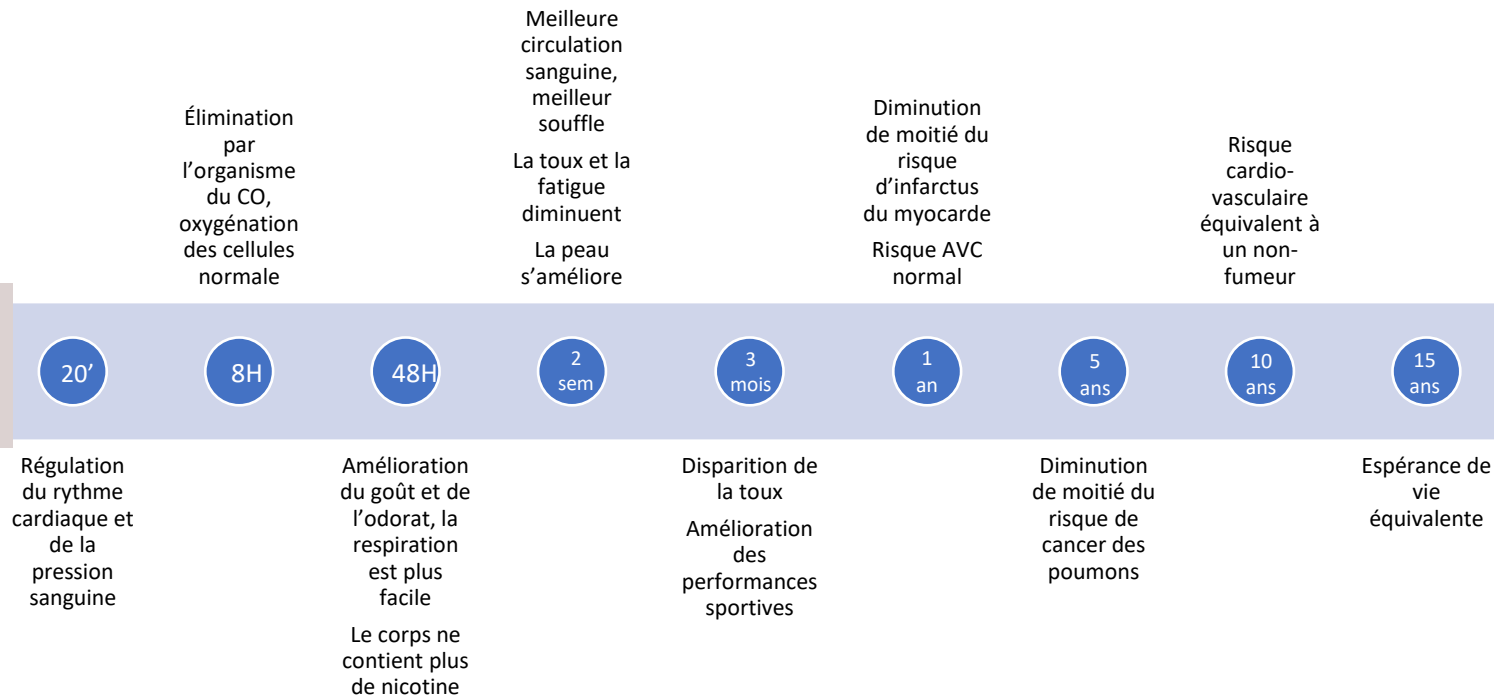 Meilleure
circulation
sanguine,
meilleur
souffle
La toux et la
fatigue
diminuent
La peau
s'améliore
Élimination
par
l'organisme
du CO,
oxygénation
des cellules
normale
Diminution
de moitié du
risque
d'infarctus
du myocarde
Risque AVC
normal
Risque
cardio-
vasculaire
équivalent à
un non-
fumeur
20’
8H
48H
2
sem
3
mois
1
an
5
ans
10
ans
15
ans
Régulation
du rythme
cardiaque et
de la
pression
sanguine
Amélioration
du goût et de
l’odorat, la
respiration
est plus
facile
Le corps ne
contient plus
de nicotine
Disparition de
la toux
Amélioration
des
performances
sportives
Diminution
de moitié du
risque de
cancer des
poumons
Espérance de
vie
équivalente